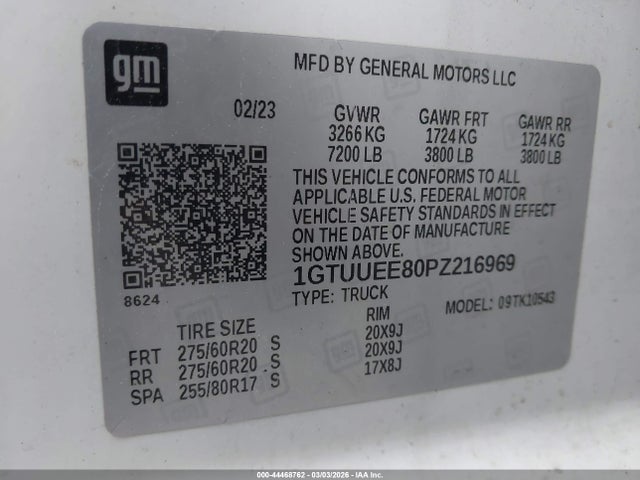 gm
MFD BY GENERAL MOTORS LLC
02/23 GVWR GAWR FRT GAWR RR
3266 KG 1724 KG 1724 KG
7200 LB 3800 LB 3800 LB
THIS VEHICLE CONFORMS TO ALL
APPLICABLE U.S. FEDERAL MOTOR
VEHICLE SAFETY STANDARDS IN EFFECT
ON THE DATE OF MANUFACTURE
SHOWN ABOVE.
1GTUUEE80PZ216969
8624
TYPE: TRUCK MODEL: 09TK10543
TIRE SIZE RIM
FRT 275/60R20 S 20X9J
RR 275/60R20 S 20X9J
SPA 255/80R17 S 17X8J
000-44468762 - 03/03/2026 - IAA Inc.